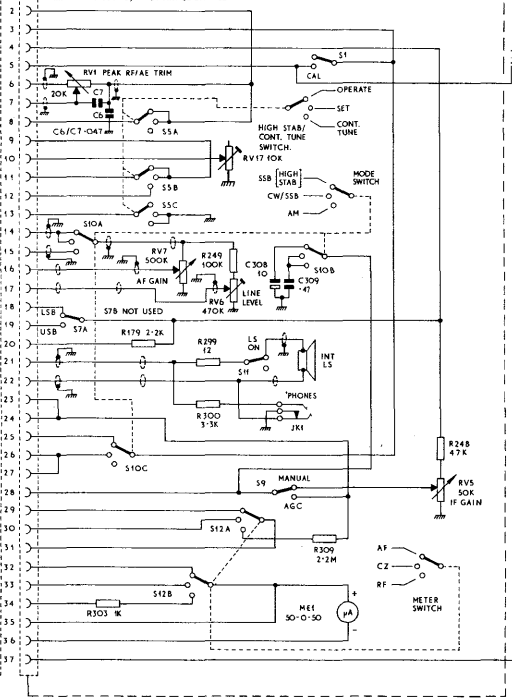 2
3
4
5
6
7
8
9
10
11
12
13
14
15
16
17
18
19
20
21
22
23
24
25
26
27
28
29
30
31
32
33
34
35
36
37
S1
CAL
RV1 PEAK RF/AE TRIM
20K
C7
C6
C6/C7 ·047
S5A
OPERATE
SET
CONT. TUNE
HIGH STAB/
CONT. TUNE
SWITCH.
RV17 10K
S5B
S5C
SSB [HIGH STAB]
CW/SSB
AM
MODE
SWITCH
S10A
RV7
500K
AF GAIN
R249
100K
C308
10
C309
·47
S10B
RV6
470K
LINE
LEVEL
LSB
USB
S7A
S7B NOT USED
R179 2·2K
R299
12
LS
ON
S11
INT
LS
'PHONES
R300
3·3K
JK1
S10C
R248
47K
S9
MANUAL
AGC
RV5
50K
IF GAIN
S12A
R309
2·2M
AF
CZ
RF
METER
SWITCH
S12B
R303 1K
ME1
50-0-50
+
µA
-